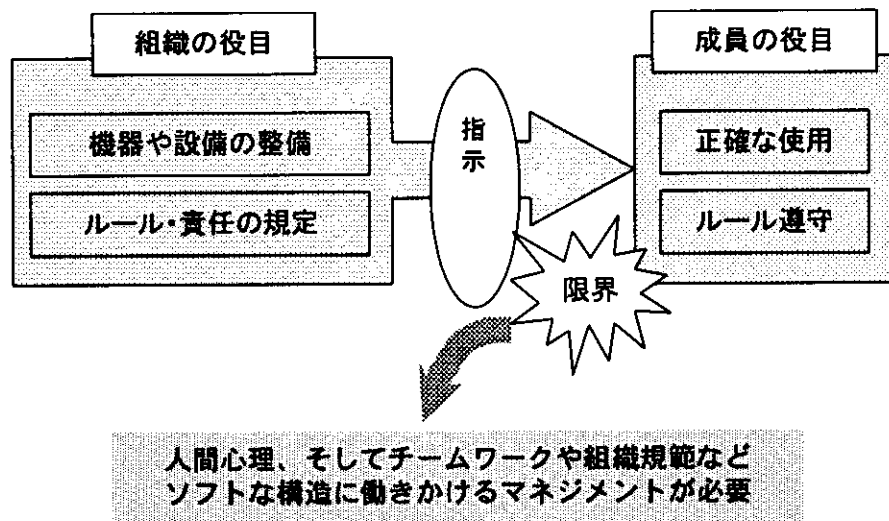 組織の役目
機器や設備の整備
ルール・責任の規定
指示
成員の役目
正確な使用
ルール遵守
限界
人間心理、そしてチームワークや組織規範など
ソフトな構造に働きかけるマネジメントが必要